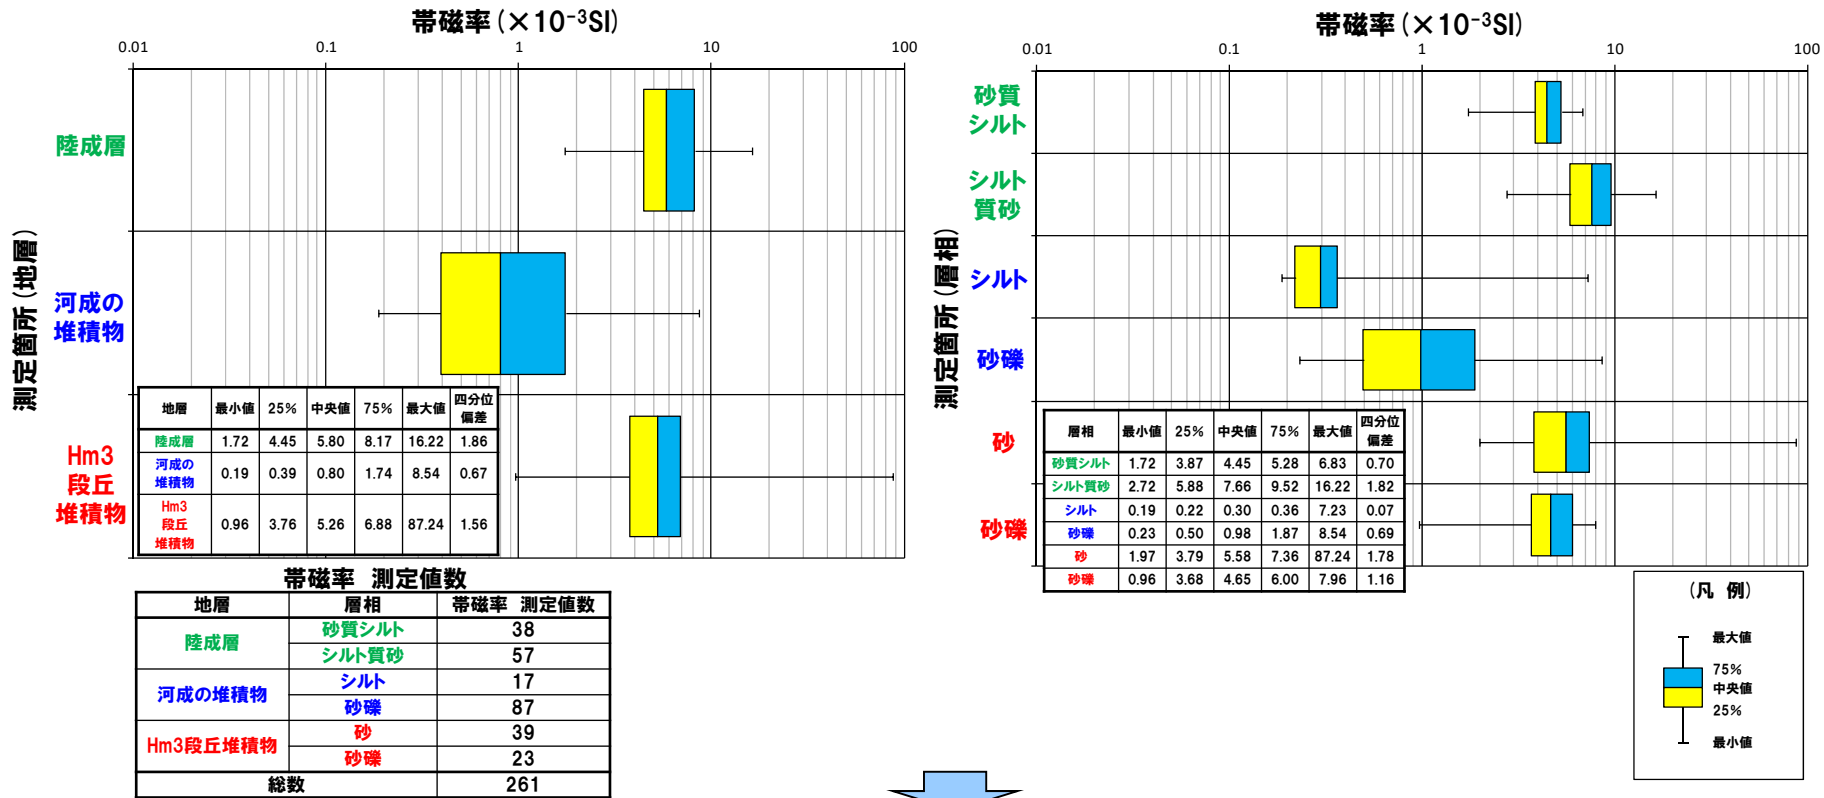 帯磁率(×10⁻³SI)
0.01 0.1 1 10 100
測定箇所(地層)
陸成層
河成の
堆積物
Hm3
段丘
堆積物
地層 最小値 25% 中央値 75% 最大値 四分位
偏差
陸成層 1.72 4.45 5.80 8.17 16.22 1.86
河成の
堆積物 0.19 0.39 0.80 1.74 8.54 0.67
Hm3
段丘
堆積物 0.96 3.76 5.26 6.88 87.24 1.56
帯磁率 測定値数
地層 層相 帯磁率 測定値数
陸成層 砂質シルト 38
シルト質砂 57
河成の堆積物 シルト 17
砂礫 87
Hm3段丘堆積物 砂 39
砂礫 23
総数 261
帯磁率(×10⁻³SI)
0.01 0.1 1 10 100
測定箇所(層相)
砂質
シルト
シルト
質砂
シルト
砂礫
砂
砂礫
層相 最小値 25% 中央値 75% 最大値 四分位
偏差
砂質シルト 1.72 3.87 4.45 5.28 6.83 0.70
シルト質砂 2.72 5.88 7.66 9.52 16.22 1.82
シルト 0.19 0.22 0.30 0.36 7.23 0.07
砂礫 0.23 0.50 0.98 1.87 8.54 0.69
砂 1.97 3.79 5.58 7.36 87.24 1.78
砂礫 0.96 3.68 4.65 6.00 7.96 1.16
(凡 例)
最大値
75%
中央値
25%
最小値